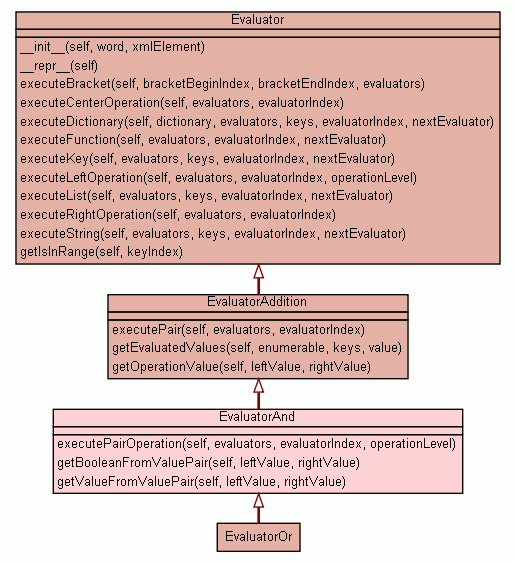 Evaluator
__init__(self, word, xmlElement)
__repr__(self)
executeBracket(self, bracketBeginIndex, bracketEndIndex, evaluators)
executeCenterOperation(self, evaluators, evaluatorIndex)
executeDictionary(self, dictionary, evaluators, keys, evaluatorIndex, nextEvaluator)
executeFunction(self, evaluators, evaluatorIndex, nextEvaluator)
executeKey(self, evaluators, keys, evaluatorIndex, nextEvaluator)
executeLeftOperation(self, evaluators, evaluatorIndex, operationLevel)
executeList(self, evaluators, keys, evaluatorIndex, nextEvaluator)
executeRightOperation(self, evaluators, evaluatorIndex)
executeString(self, evaluators, keys, evaluatorIndex, nextEvaluator)
getIsInRange(self, keyIndex)
EvaluatorAddition
executePair(self, evaluators, evaluatorIndex)
getEvaluatedValues(self, enumerable, keys, value)
getOperationValue(self, leftValue, rightValue)
EvaluatorAnd
executePairOperation(self, evaluators, evaluatorIndex, operationLevel)
getBooleanFromValuePair(self, leftValue, rightValue)
getValueFromValuePair(self, leftValue, rightValue)
EvaluatorOr